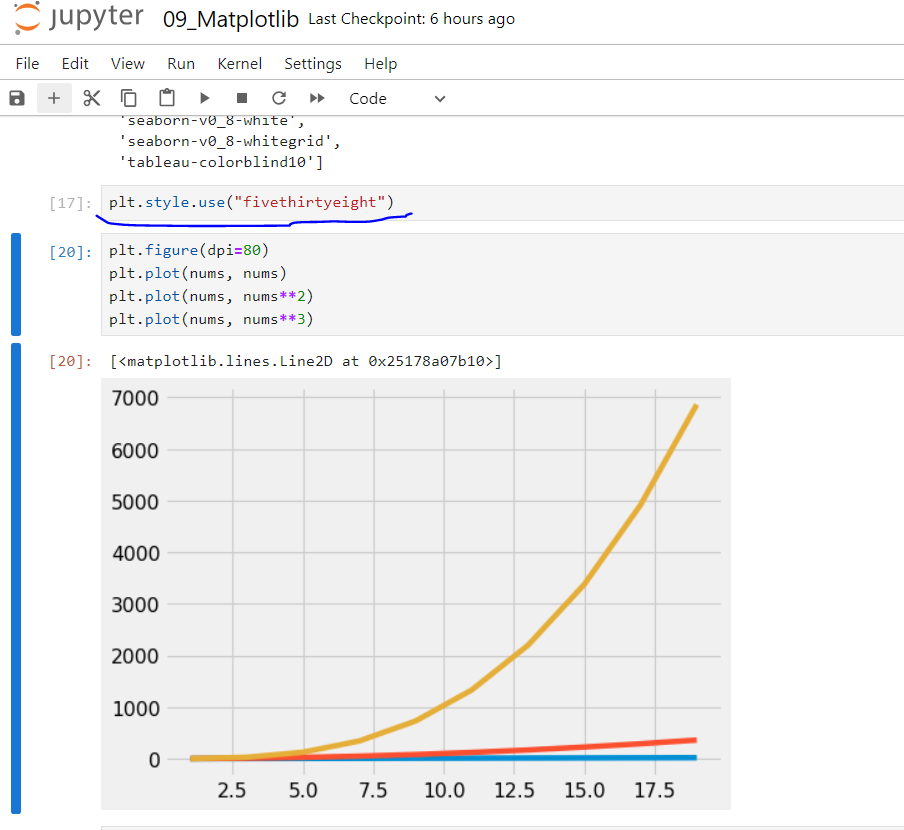 jupyter 09_Matplotlib Last Checkpoint: 6 hours ago
File Edit View Run Kernel Settings Help
Code
'seaborn-v0_8-white',
'seaborn-v0_8-whitegrid',
'tableau-colorblind10']
[17]: plt.style.use("fivethirtyeight")
[20]: plt.figure(dpi=80)
plt.plot(nums, nums)
plt.plot(nums, nums**2)
plt.plot(nums, nums**3)
[20]: [<matplotlib.lines.Line2D at 0x25178a07b10>]
7000
6000
5000
4000
3000
2000
1000
0
2.5 5.0 7.5 10.0 12.5 15.0 17.5